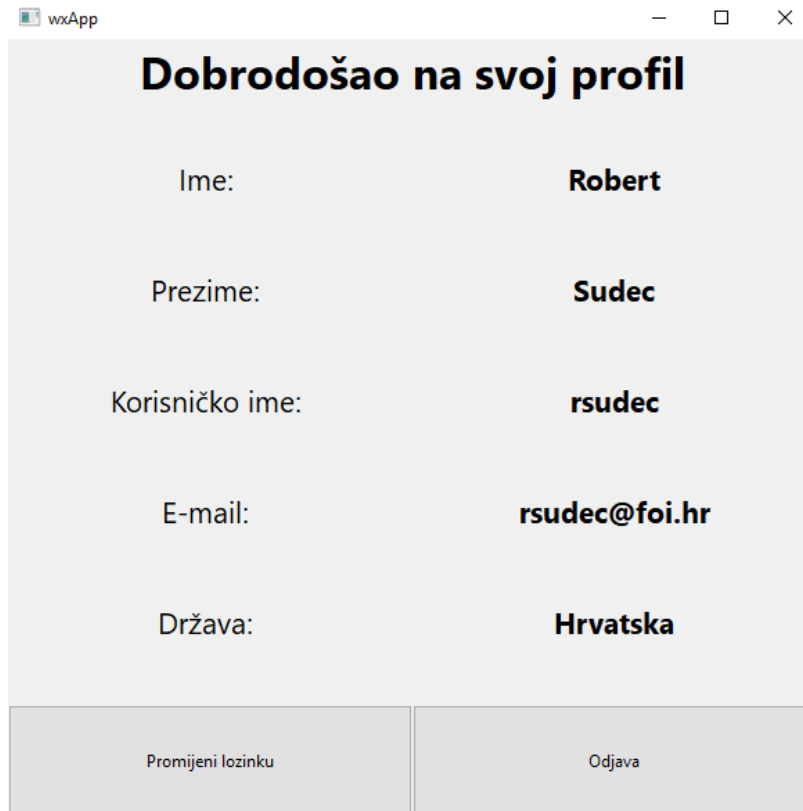 wxApp
Dobrodošao na svoj profil
Ime: Robert
Prezime: Sudec
Korisničko ime: rsudec
E-mail: rsudec@foi.hr
Država: Hrvatska
Promijeni lozinku Odjava